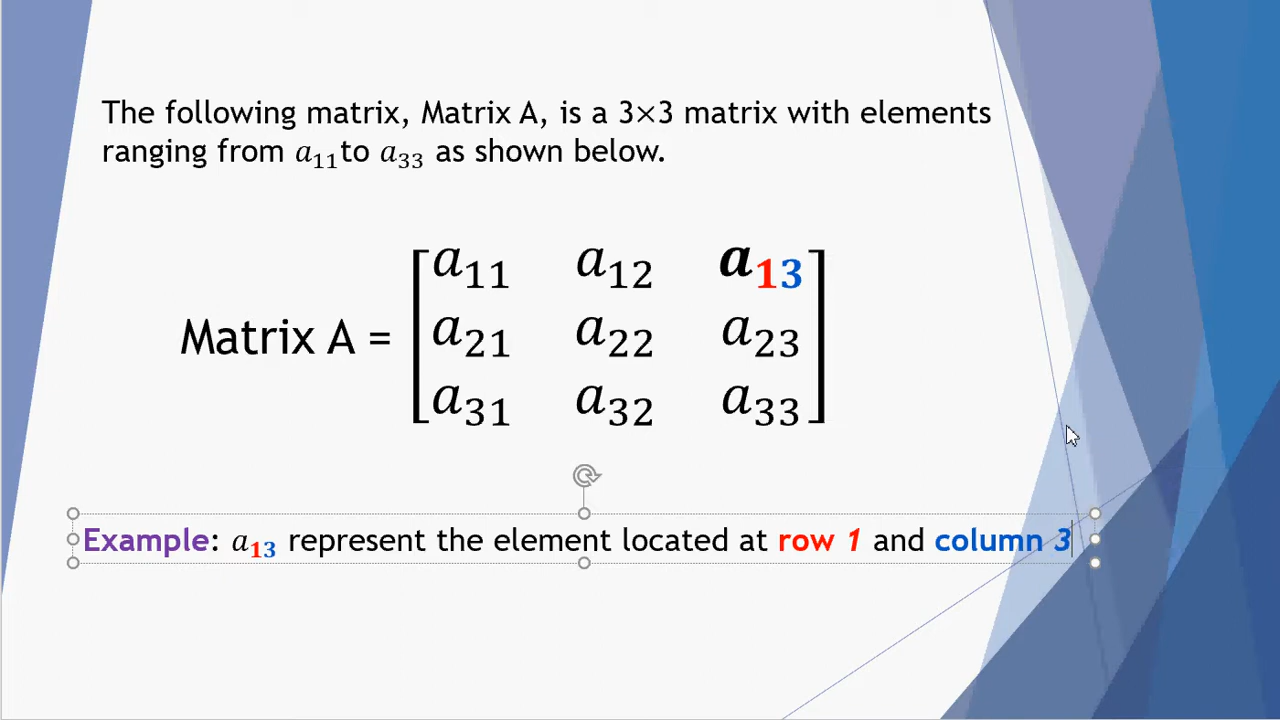 The following matrix, Matrix A, is a 3×3 matrix with elements
ranging from a₁₁to a₃₃ as shown below.
a₁₁ a₁₂ a₁₃
Matrix A = a₂₁ a₂₂ a₂₃
a₃₁ a₃₂ a₃₃
Example: a₁₃ represent the element located at row 1 and column 3